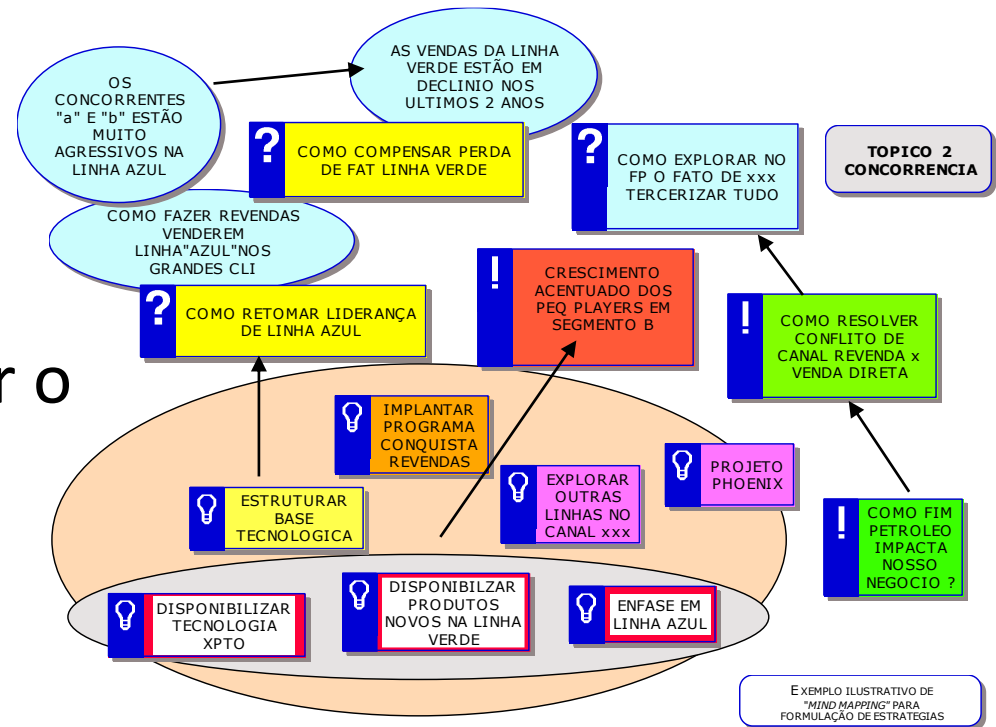 AS VENDAS DA LINHA
VERDE ESTÃO EM
DECLINIO NOS
ULTIMOS 2 ANOS
OS
CONCORRENTES
"a" E "b" ESTÃO
MUITO
AGRESSIVOS NA
LINHA AZUL
?
COMO COMPENSAR PERDA
DE FAT LINHA VERDE
?
COMO EXPLORAR NO
FP O FATO DE xxx
TERCERIZAR TUDO
TOPICO 2
CONCORRENCIA
COMO FAZER REVENDAS
VENDEREM
LINHA"AZUL"NOS
GRANDES CLI
?
COMO RETOMAR LIDERANÇA
DE LINHA AZUL
!
CRESCIMENTO
ACENTUADO DOS
PEQ PLAYERS EM
SEGMENTO B
!
COMO RESOLVER
CONFLITO DE
CANAL REVENDA x
VENDA DIRETA
r o
IMPLANTAR
PROGRAMA
CONQUISTA
REVENDAS
PROJETO
PHOENIX
EXPLORAR
OUTRAS
LINHAS NO
CANAL xxx
ESTRUTURAR
BASE
TECNOLOGICA
!
COMO FIM
PETROLEO
IMPACTA
NOSSO
NEGOCIO ?
DISPONIBILIZAR
TECNOLOGIA
XPTO
DISPONIBILZAR
PRODUTOS
NOVOS NA LINHA
VERDE
ENFASE EM
LINHA AZUL
EXEMPLO ILUSTRATIVO DE
"MIND MAPPING" PARA
FORMULAÇÃO DE ESTRATEGIAS